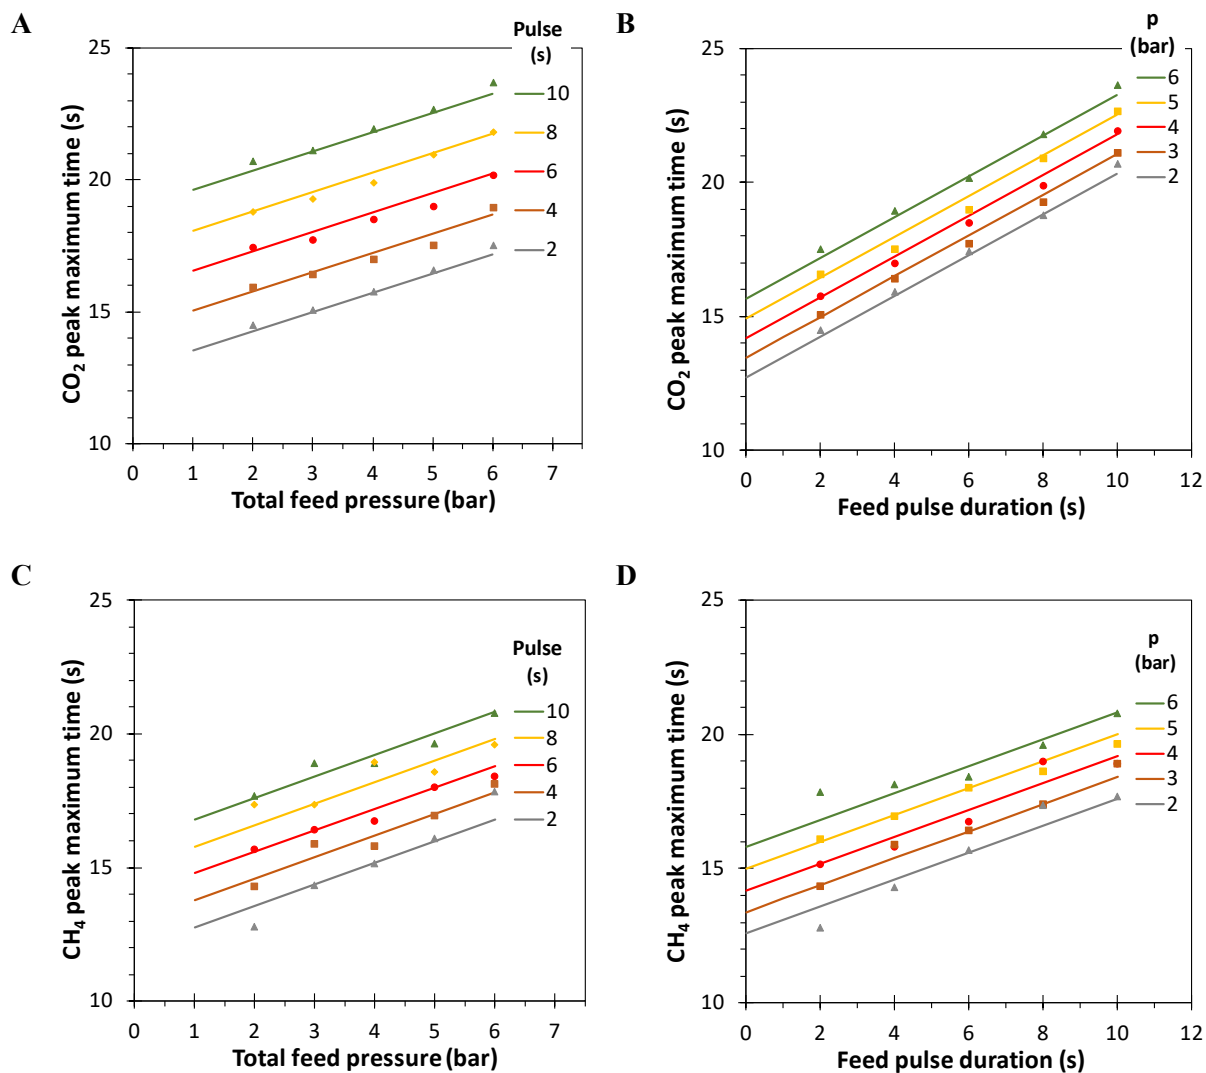 A
Pulse
(s)
25
20
15
10
CO₂ peak maximum time (s)
0 1 2 3 4 5 6 7
Total feed pressure (bar)
10
8
6
4
2
B
p
(bar)
25
20
15
10
CO₂ peak maximum time (s)
0 2 4 6 8 10 12
Feed pulse duration (s)
6
5
4
3
2
C
Pulse
(s)
25
20
15
10
CH₄ peak maximum time (s)
0 1 2 3 4 5 6 7
Total feed pressure (bar)
10
8
6
4
2
D
p
(bar)
25
20
15
10
CH₄ peak maximum time (s)
0 2 4 6 8 10 12
Feed pulse duration (s)
6
5
4
3
2